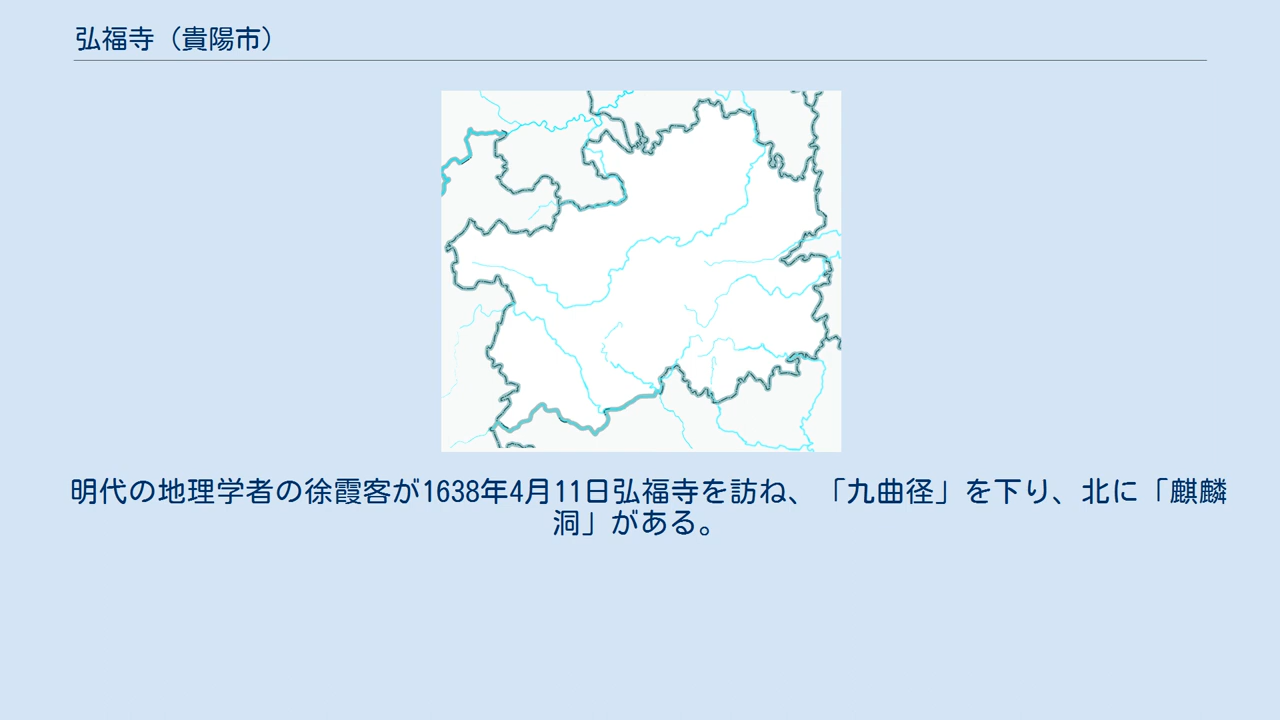 弘福寺（貴陽市）
明代の地理学者の徐霞客が1638年4月11日弘福寺を訪ね、「九曲径」を下り、北に「麒麟
洞」がある。